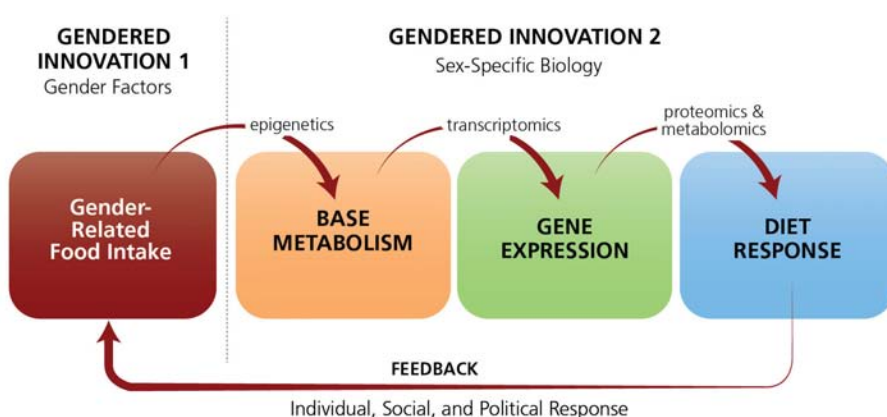 GENDERED
INNOVATION 1
Gender Factors
GENDERED INNOVATION 2
Sex-Specific Biology
epigenetics
transcriptomics
proteomics &
metabolomics
Gender-
Related
Food Intake
BASE
METABOLISM
GENE
EXPRESSION
DIET
RESPONSE
FEEDBACK
Individual, Social, and Political Response